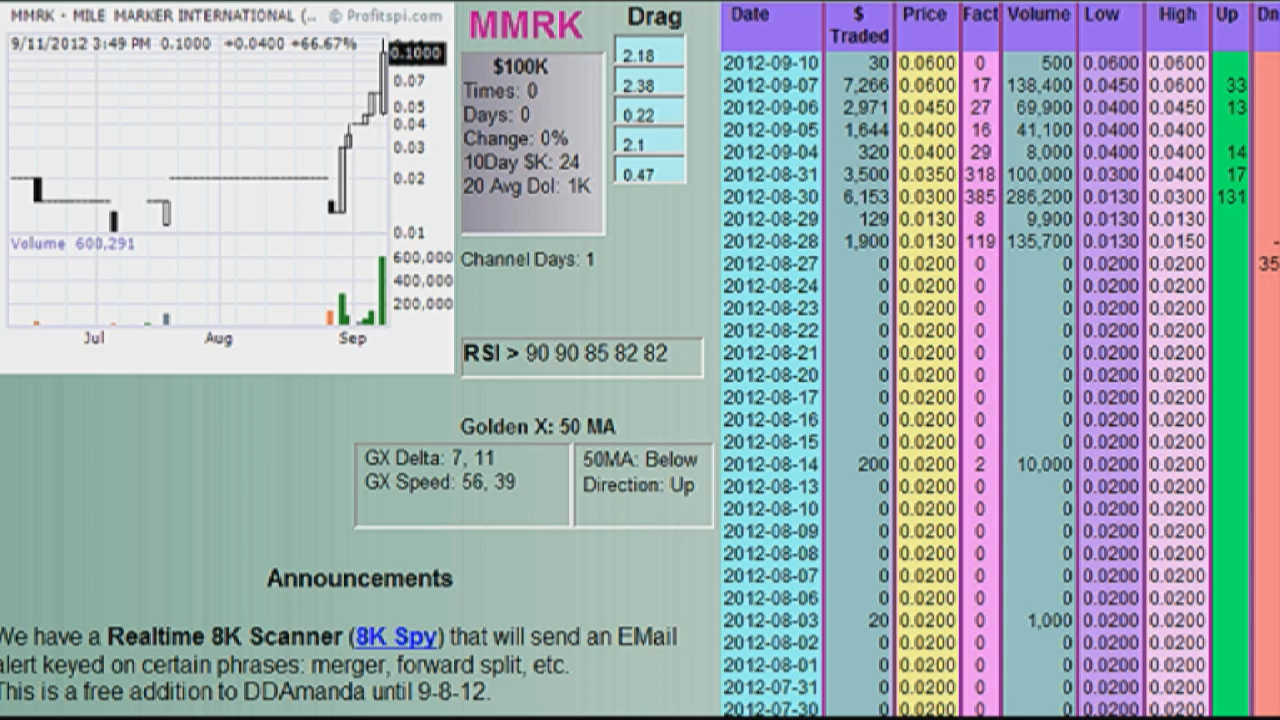 MMRK - MILE MARKER INTERNATIONAL (.. © Profitspi.com
9/11/2012 3:49 PM 0.1000 +0.0400 +66.67%
0.1000
0.07
0.05
0.04
0.03
0.02
0.01
Volume 600,291
600,000
400,000
200,000
Jul Aug Sep
MMRK
$100K
Times: 0
Days: 0
Change: 0%
10Day $K: 24
20 Avg Dol: 1K
Drag
2.18
2.38
0.22
2.1
0.47
Channel Days: 1
RSI > 90 90 85 82 82
Golden X: 50 MA
GX Delta: 7, 11
GX Speed: 56, 39
50MA: Below
Direction: Up
Announcements
We have a Realtime 8K Scanner (8K Spy) that will send an EMail
alert keyed on certain phrases: merger, forward split, etc.
This is a free addition to DDAmanda until 9-8-12.
Date $ Traded Price Fact Volume Low High Up Dn
2012-09-10 30 0.0600 0 500 0.0600 0.0600
2012-09-07 7,266 0.0600 17 138,400 0.0450 0.0600 33
2012-09-06 2,971 0.0450 27 69,900 0.0400 0.0450 13
2012-09-05 1,644 0.0400 16 41,100 0.0400 0.0400
2012-09-04 320 0.0400 29 8,000 0.0400 0.0400 14
2012-08-31 3,500 0.0350 318 100,000 0.0300 0.0400 17
2012-08-30 6,153 0.0300 385 286,200 0.0130 0.0300 131
2012-08-29 129 0.0130 8 9,900 0.0130 0.0130
2012-08-28 1,900 0.0130 119 135,700 0.0130 0.0150 -
2012-08-27 0 0.0200 0 0 0.0200 0.0200 35
2012-08-24 0 0.0200 0 0 0.0200 0.0200
2012-08-23 0 0.0200 0 0 0.0200 0.0200
2012-08-22 0 0.0200 0 0 0.0200 0.0200
2012-08-21 0 0.0200 0 0 0.0200 0.0200
2012-08-20 0 0.0200 0 0 0.0200 0.0200
2012-08-17 0 0.0200 0 0 0.0200 0.0200
2012-08-16 0 0.0200 0 0 0.0200 0.0200
2012-08-15 0 0.0200 0 0 0.0200 0.0200
2012-08-14 200 0.0200 2 10,000 0.0200 0.0200
2012-08-13 0 0.0200 0 0 0.0200 0.0200
2012-08-10 0 0.0200 0 0 0.0200 0.0200
2012-08-09 0 0.0200 0 0 0.0200 0.0200
2012-08-08 0 0.0200 0 0 0.0200 0.0200
2012-08-07 0 0.0200 0 0 0.0200 0.0200
2012-08-06 0 0.0200 0 0 0.0200 0.0200
2012-08-03 20 0.0200 0 1,000 0.0200 0.0200
2012-08-02 0 0.0200 0 0 0.0200 0.0200
2012-08-01 0 0.0200 0 0 0.0200 0.0200
2012-07-31 0 0.0200 0 0 0.0200 0.0200
2012-07-30 0 0.0200 0 0 0.0200 0.0200